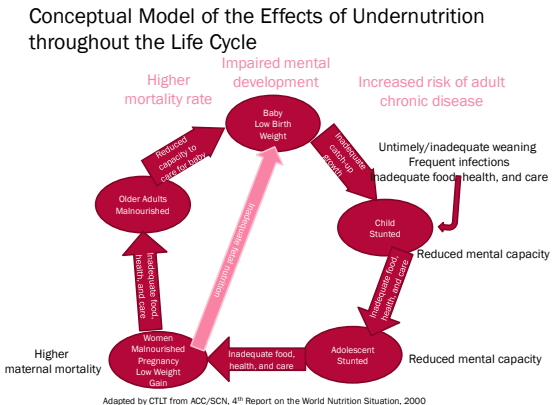 Conceptual Model of the Effects of Undernutrition
throughout the Life Cycle
Impaired mental
development
Higher
mortality rate
Increased risk of adult
chronic disease
Baby
Low Birth
Weight
Reduced
capacity to
care for baby
Inadequate
catch-up
growth
Untimely/inadequate weaning
Frequent infections
Inadequate food, health, and care
Older Adults
Malnourished
Child
Stunted
Inadequate fetal nutrition
Reduced mental capacity
Inadequate food,
health, and care
Inadequate food,
health, and care
Women
Malnourished
Pregnancy
Low Weight
Gain
Inadequate food,
health, and care
Adolescent
Stunted
Higher
maternal mortality
Reduced mental capacity
Adapted by CTLT from ACC/SCN, 4th Report on the World Nutrition Situation, 2000